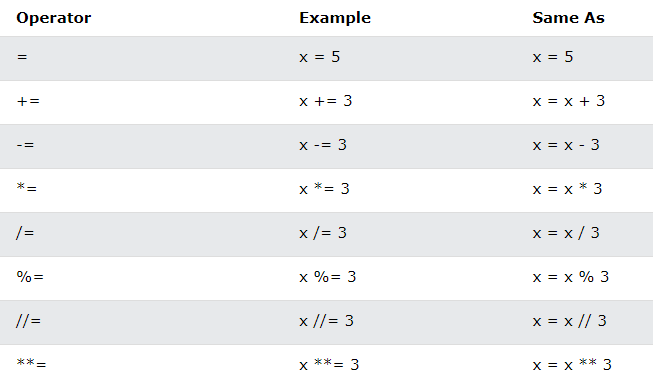 Operator Example Same As
= x = 5 x = 5
+= x += 3 x = x + 3
-= x -= 3 x = x - 3
*= x *= 3 x = x * 3
/= x /= 3 x = x / 3
%= x %= 3 x = x % 3
//= x //= 3 x = x // 3
**= x **= 3 x = x ** 3